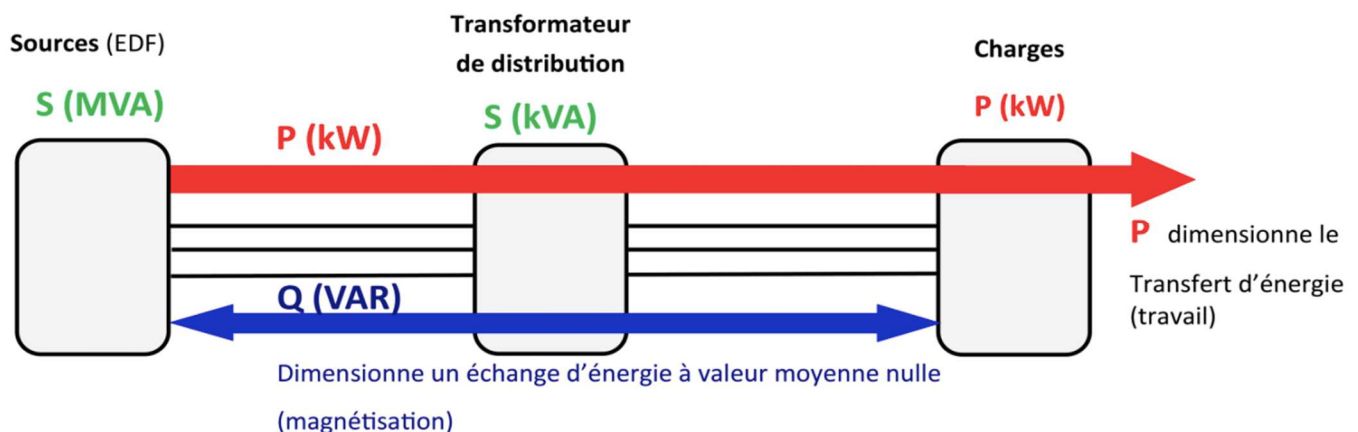 Sources (EDF)
S (MVA)
Transformateur
de distribution
S (kVA)
Charges
P (kW)
P (kW)
P dimensionne le
Transfert d’énergie
(travail)
Q (VAR)
Dimensionne un échange d’énergie à valeur moyenne nulle
(magnétisation)